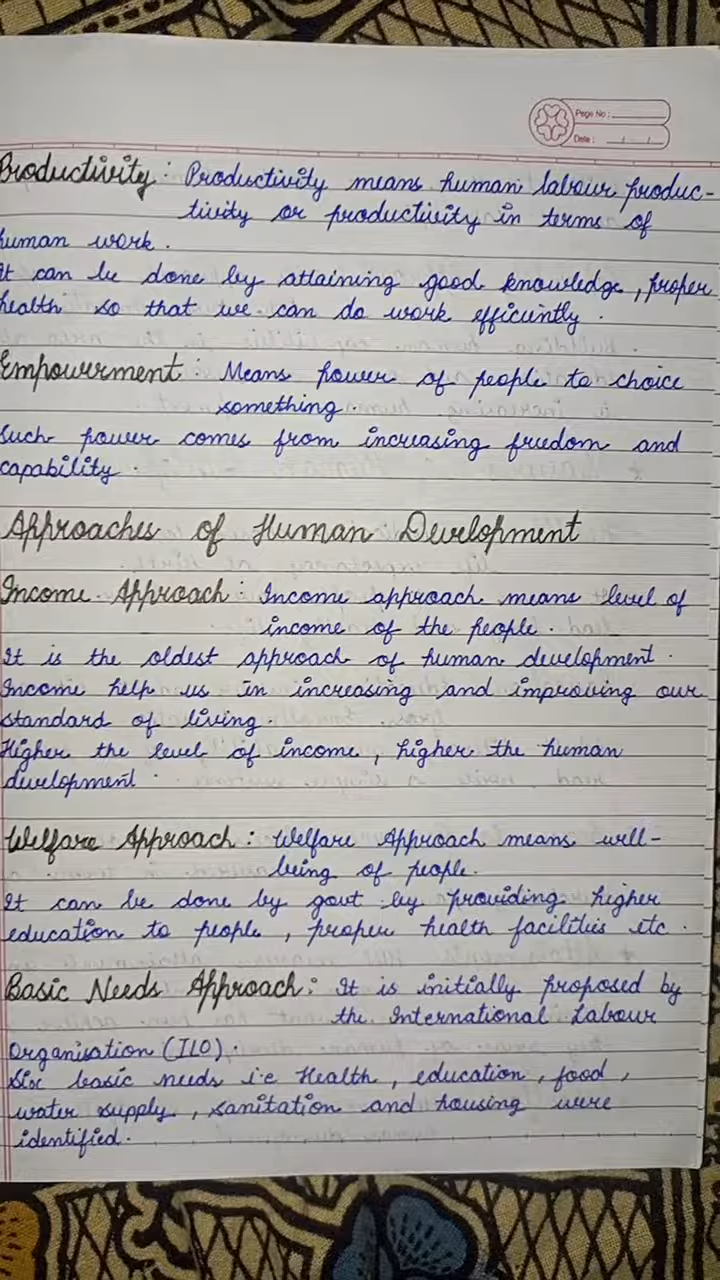 Page No :
Date :
Productivity : Productivity means human labour produc-
tivity or productivity in terms of
human work .
It can be done by attaining good knowledge , proper
health so that we can do work efficiently .
Empowerment : Means power of people to choice
something .
Such power comes from increasing freedom and
capability .
Approaches of Human Development
Income Approach : Income approach means level of
income of the people .
It is the oldest approach of human development .
Income help us in increasing and improving our
standard of living .
Higher the level of income , higher the human
development .
Welfare Approach : Welfare Approach means well-
being of people .
It can be done by govt by providing higher
education to people , proper health facilities etc .
Basic Needs Approach : It is initially proposed by
the International Labour
Organisation (ILO) .
Six basic needs i.e Health , education , food ,
water supply , sanitation and housing were
identified .